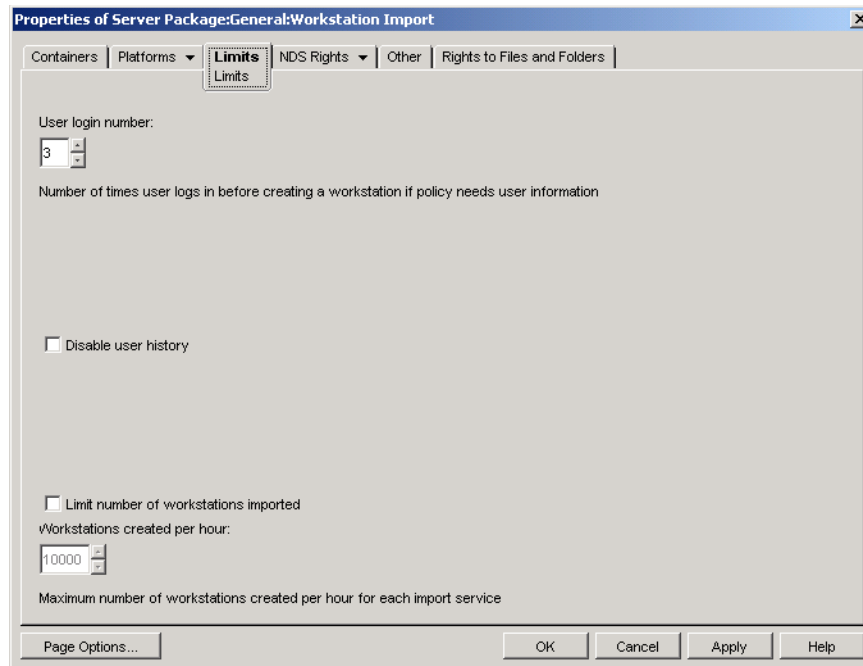 Properties of Server Package:General:Workstation Import
Containers Platforms Limits NDS Rights Other Rights to Files and Folders
Limits
User login number:
3
Number of times user logs in before creating a workstation if policy needs user information
Disable user history
Limit number of workstations imported
Workstations created per hour:
10000
Maximum number of workstations created per hour for each import service
Page Options... OK Cancel Apply Help